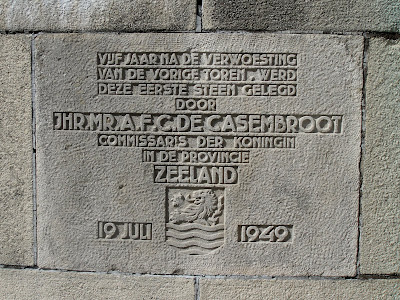 VIJF JAAR NA DE VERWOESTING
VAN DE VORIGE TOREN · WERD
DEZE EERSTE STEEN GELEGD
DOOR
JHR.MR.A.F.C.DE CASEMBROOT
COMMISSARIS DER KONINGIN
IN DE PROVINCIE
ZEELAND
19 JULI 1949